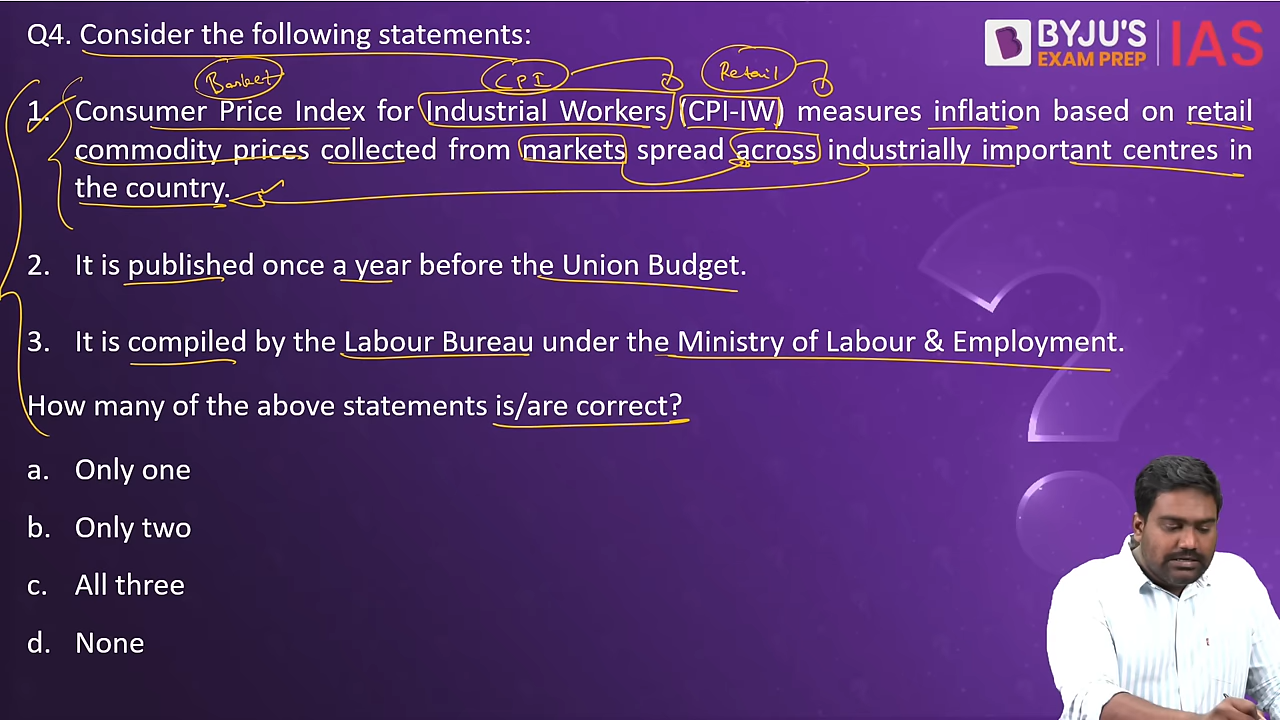 Q4. Consider the following statements:
BYJU'S
EXAM PREP
IAS
Basket
CPI
Retail
1. Consumer Price Index for Industrial Workers (CPI-IW) measures inflation based on retail
commodity prices collected from markets spread across industrially important centres in
the country.
2. It is published once a year before the Union Budget.
3. It is compiled by the Labour Bureau under the Ministry of Labour & Employment.
How many of the above statements is/are correct?
a. Only one
b. Only two
c. All three
d. None